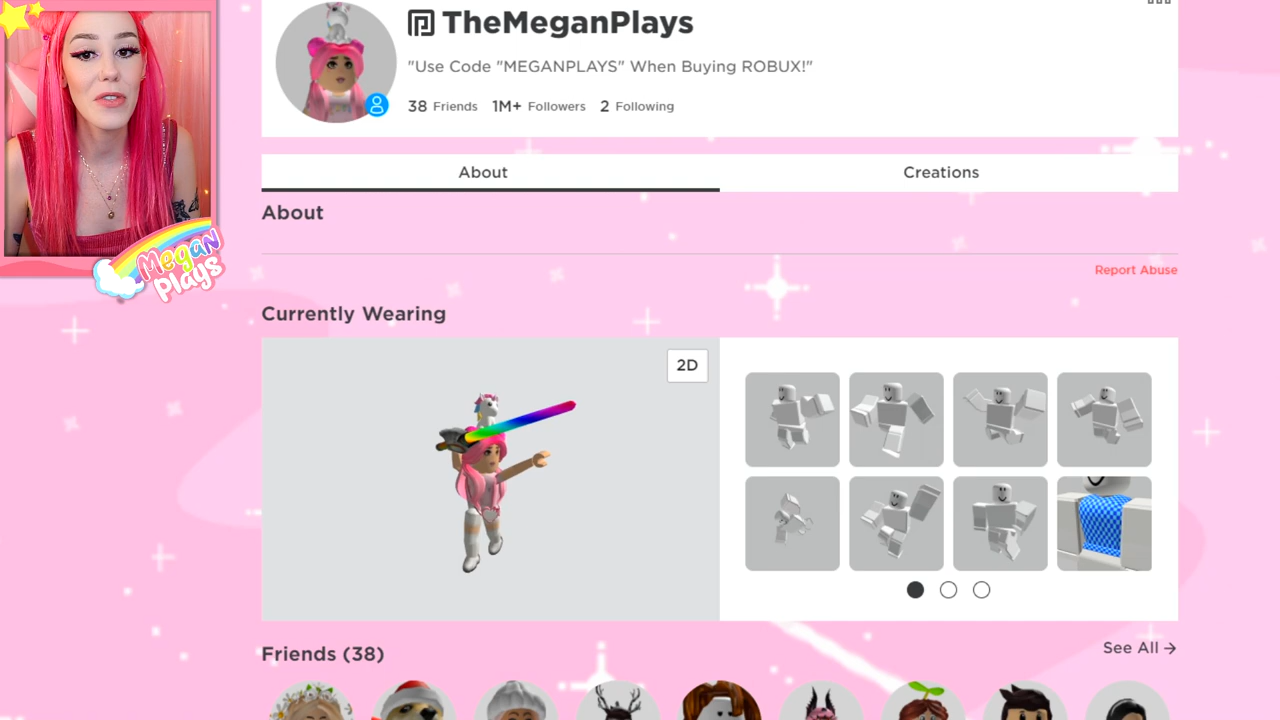 TheMeganPlays
"Use Code "MEGANPLAYS" When Buying ROBUX!"
38 Friends 1M+ Followers 2 Following
About Creations
About
Report Abuse
Megan
Plays
Currently Wearing
2D
Friends (38)
See All →